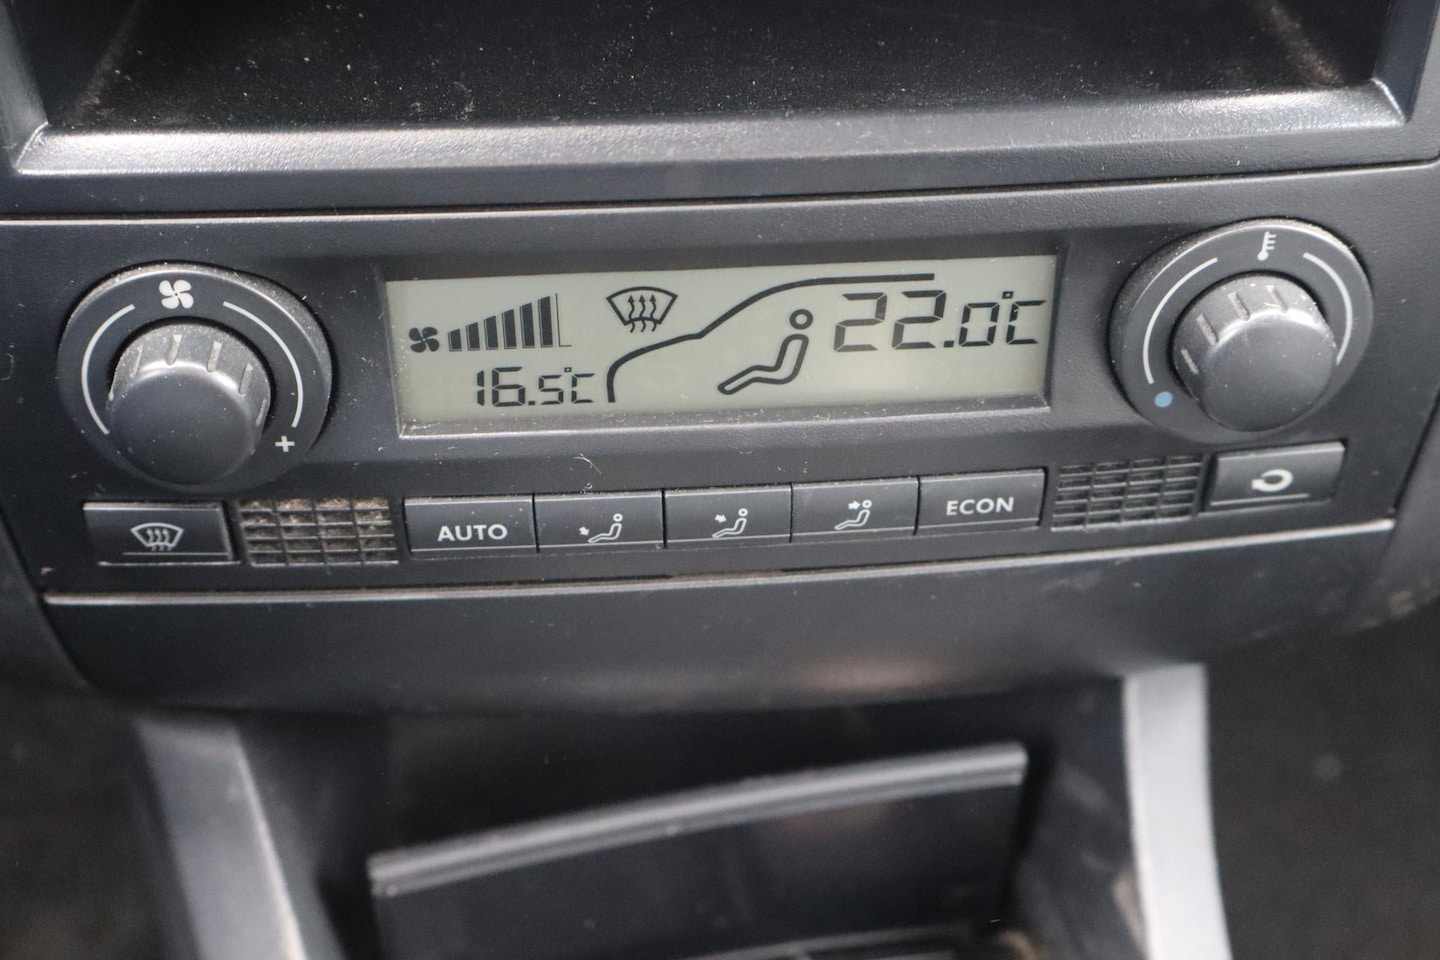 22.0°C
16.5°C
+
AUTO
ECON